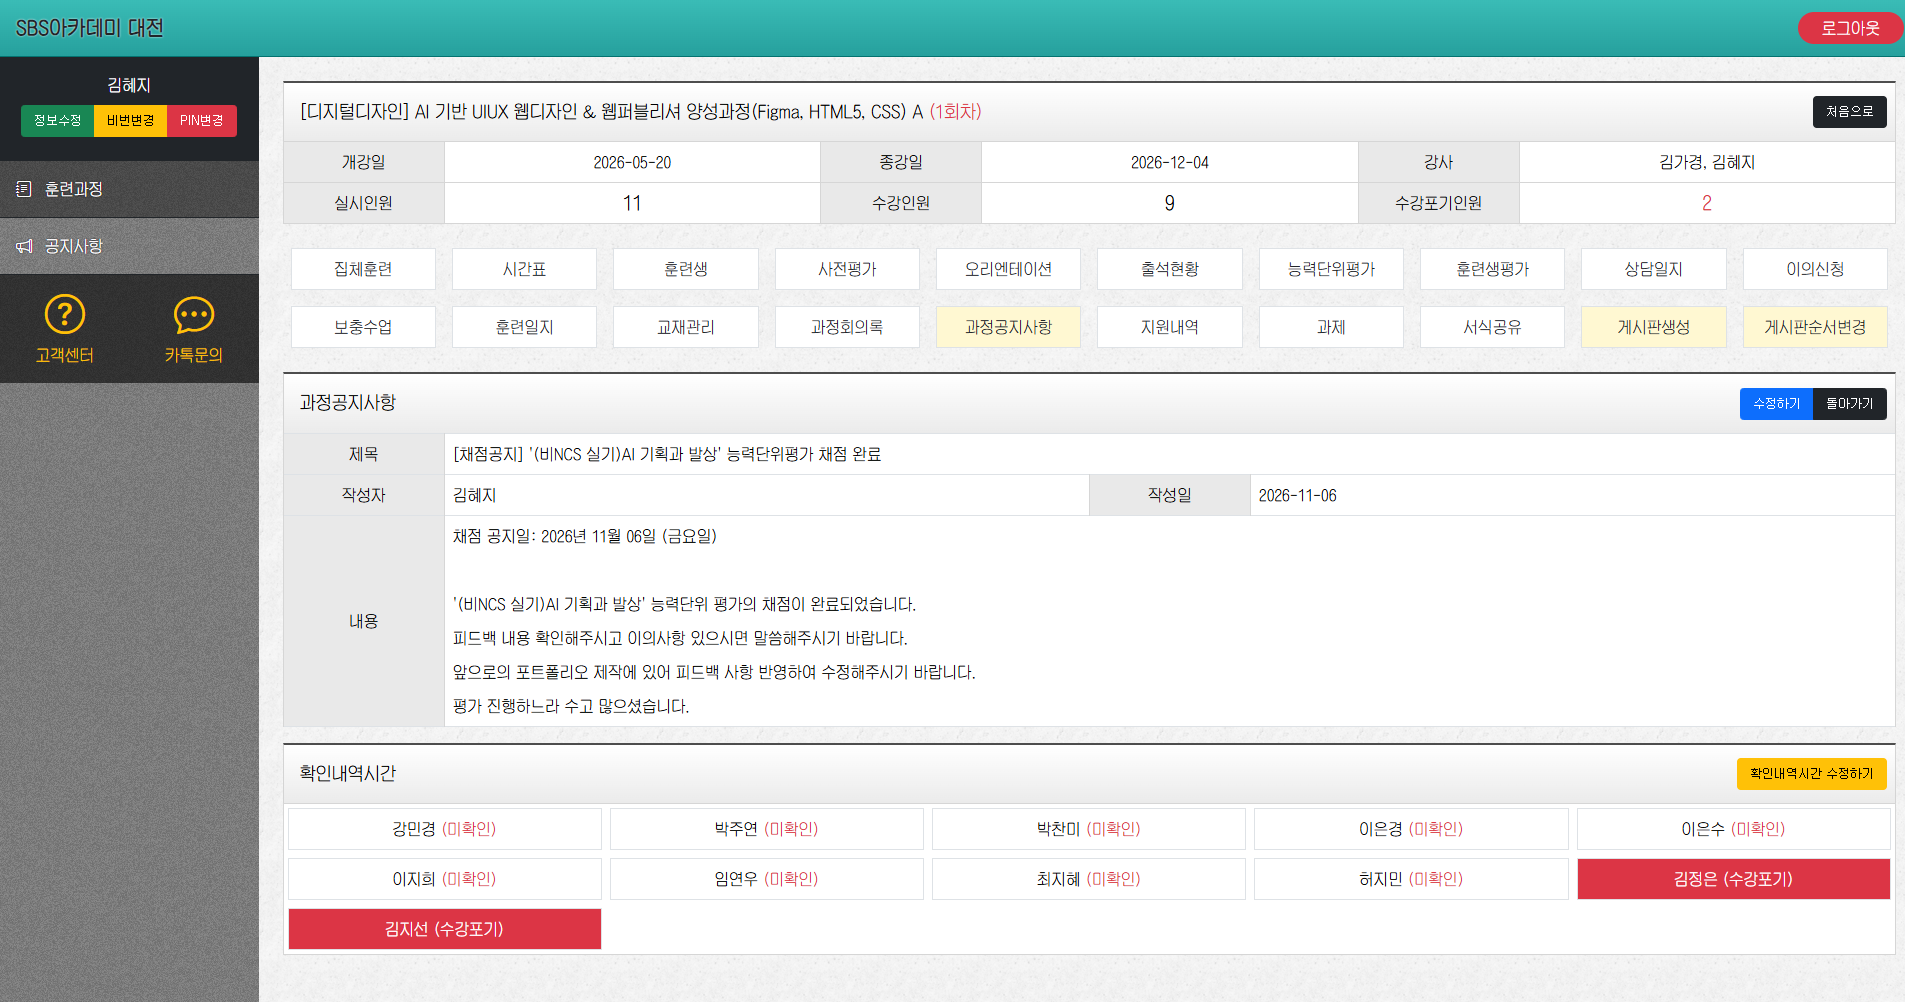 SBS아카데미 대전
로그아웃
김혜지
정보수정 비번변경 PIN변경
훈련과정
공지사항
고객센터 카톡문의
[디지털디자인] AI 기반 UIUX 웹디자인 & 웹퍼블리셔 양성과정(Figma, HTML5, CSS) A (1회차)
처음으로
개강일 2026-05-20 종강일 2026-12-04 강사 김가경, 김혜지
실시인원 11 수강인원 9 수강포기인원 2
집체훈련 시간표 훈련생 사전평가 오리엔테이션 출석현황 능력단위평가 훈련생평가 상담일지 이의신청
보충수업 훈련일지 교재관리 과정회의록 과정공지사항 지원내역 과제 서식공유 게시판생성 게시판순서변경
과정공지사항
수정하기 돌아가기
제목 [채점공지] '(비NCS 실기)AI 기획과 발상' 능력단위평가 채점 완료
작성자 김혜지 작성일 2026-11-06
내용
채점 공지일: 2026년 11월 06일 (금요일)
'(비NCS 실기)AI 기획과 발상' 능력단위 평가의 채점이 완료되었습니다.
피드백 내용 확인해주시고 이의사항 있으시면 말씀해주시기 바랍니다.
앞으로의 포트폴리오 제작에 있어 피드백 사항 반영하여 수정해주시기 바랍니다.
평가 진행하느라 수고 많으셨습니다.
확인내역시간
확인내역시간 수정하기
강민경 (미확인) 박주연 (미확인) 박찬미 (미확인) 이은경 (미확인) 이은수 (미확인)
이지희 (미확인) 임연우 (미확인) 최지혜 (미확인) 허지민 (미확인) 김정은 (수강포기)
김지선 (수강포기)